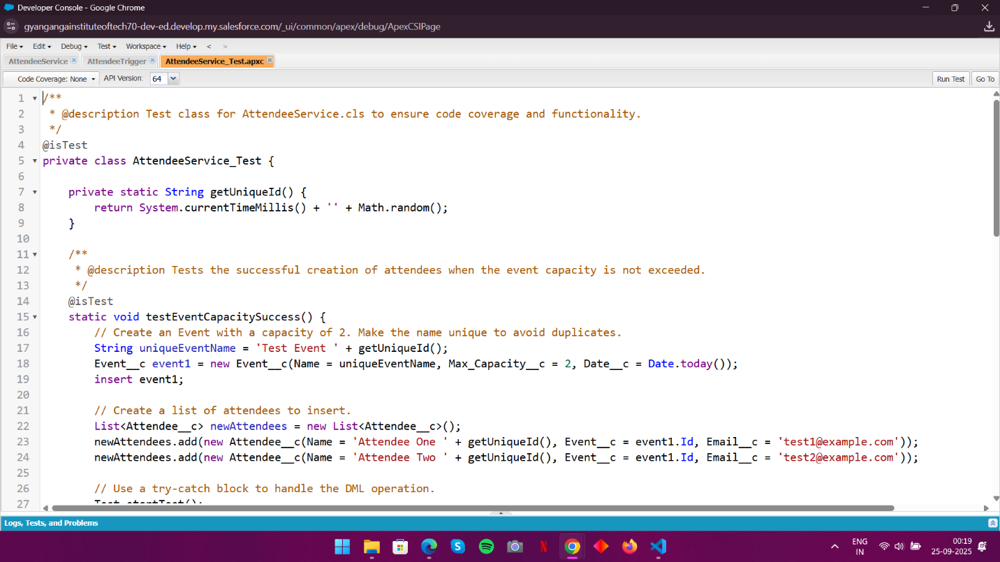 Developer Console - Google Chrome
gyangangainstituteoftech70-dev-ed.develop.my.salesforce.com/_ui/common/apex/debug/ApexCSIPage
File Edit Debug Test Workspace Help < >
AttendeeService AttendeeTrigger AttendeeService_Test.apxc
Code Coverage: None API Version: 64 Run Test Go To
1 /**
2 * @description Test class for AttendeeService.cls to ensure code coverage and functionality.
3 */
4 @isTest
5 private class AttendeeService_Test {
6
7 private static String getUniqueId() {
8 return System.currentTimeMillis() + '' + Math.random();
9 }
10
11 /**
12 * @description Tests the successful creation of attendees when the event capacity is not exceeded.
13 */
14 @isTest
15 static void testEventCapacitySuccess() {
16 // Create an Event with a capacity of 2. Make the name unique to avoid duplicates.
17 String uniqueEventName = 'Test Event ' + getUniqueId();
18 Event__c event1 = new Event__c(Name = uniqueEventName, Max_Capacity__c = 2, Date__c = Date.today());
19 insert event1;
20
21 // Create a list of attendees to insert.
22 List<Attendee__c> newAttendees = new List<Attendee__c>();
23 newAttendees.add(new Attendee__c(Name = 'Attendee One ' + getUniqueId(), Event__c = event1.Id, Email__c = 'test1@example.com'));
24 newAttendees.add(new Attendee__c(Name = 'Attendee Two ' + getUniqueId(), Event__c = event1.Id, Email__c = 'test2@example.com'));
25
26 // Use a try-catch block to handle the DML operation.
27 Test.startTest();
Logs, Tests, and Problems
ENG
IN
00:19
25-09-2025